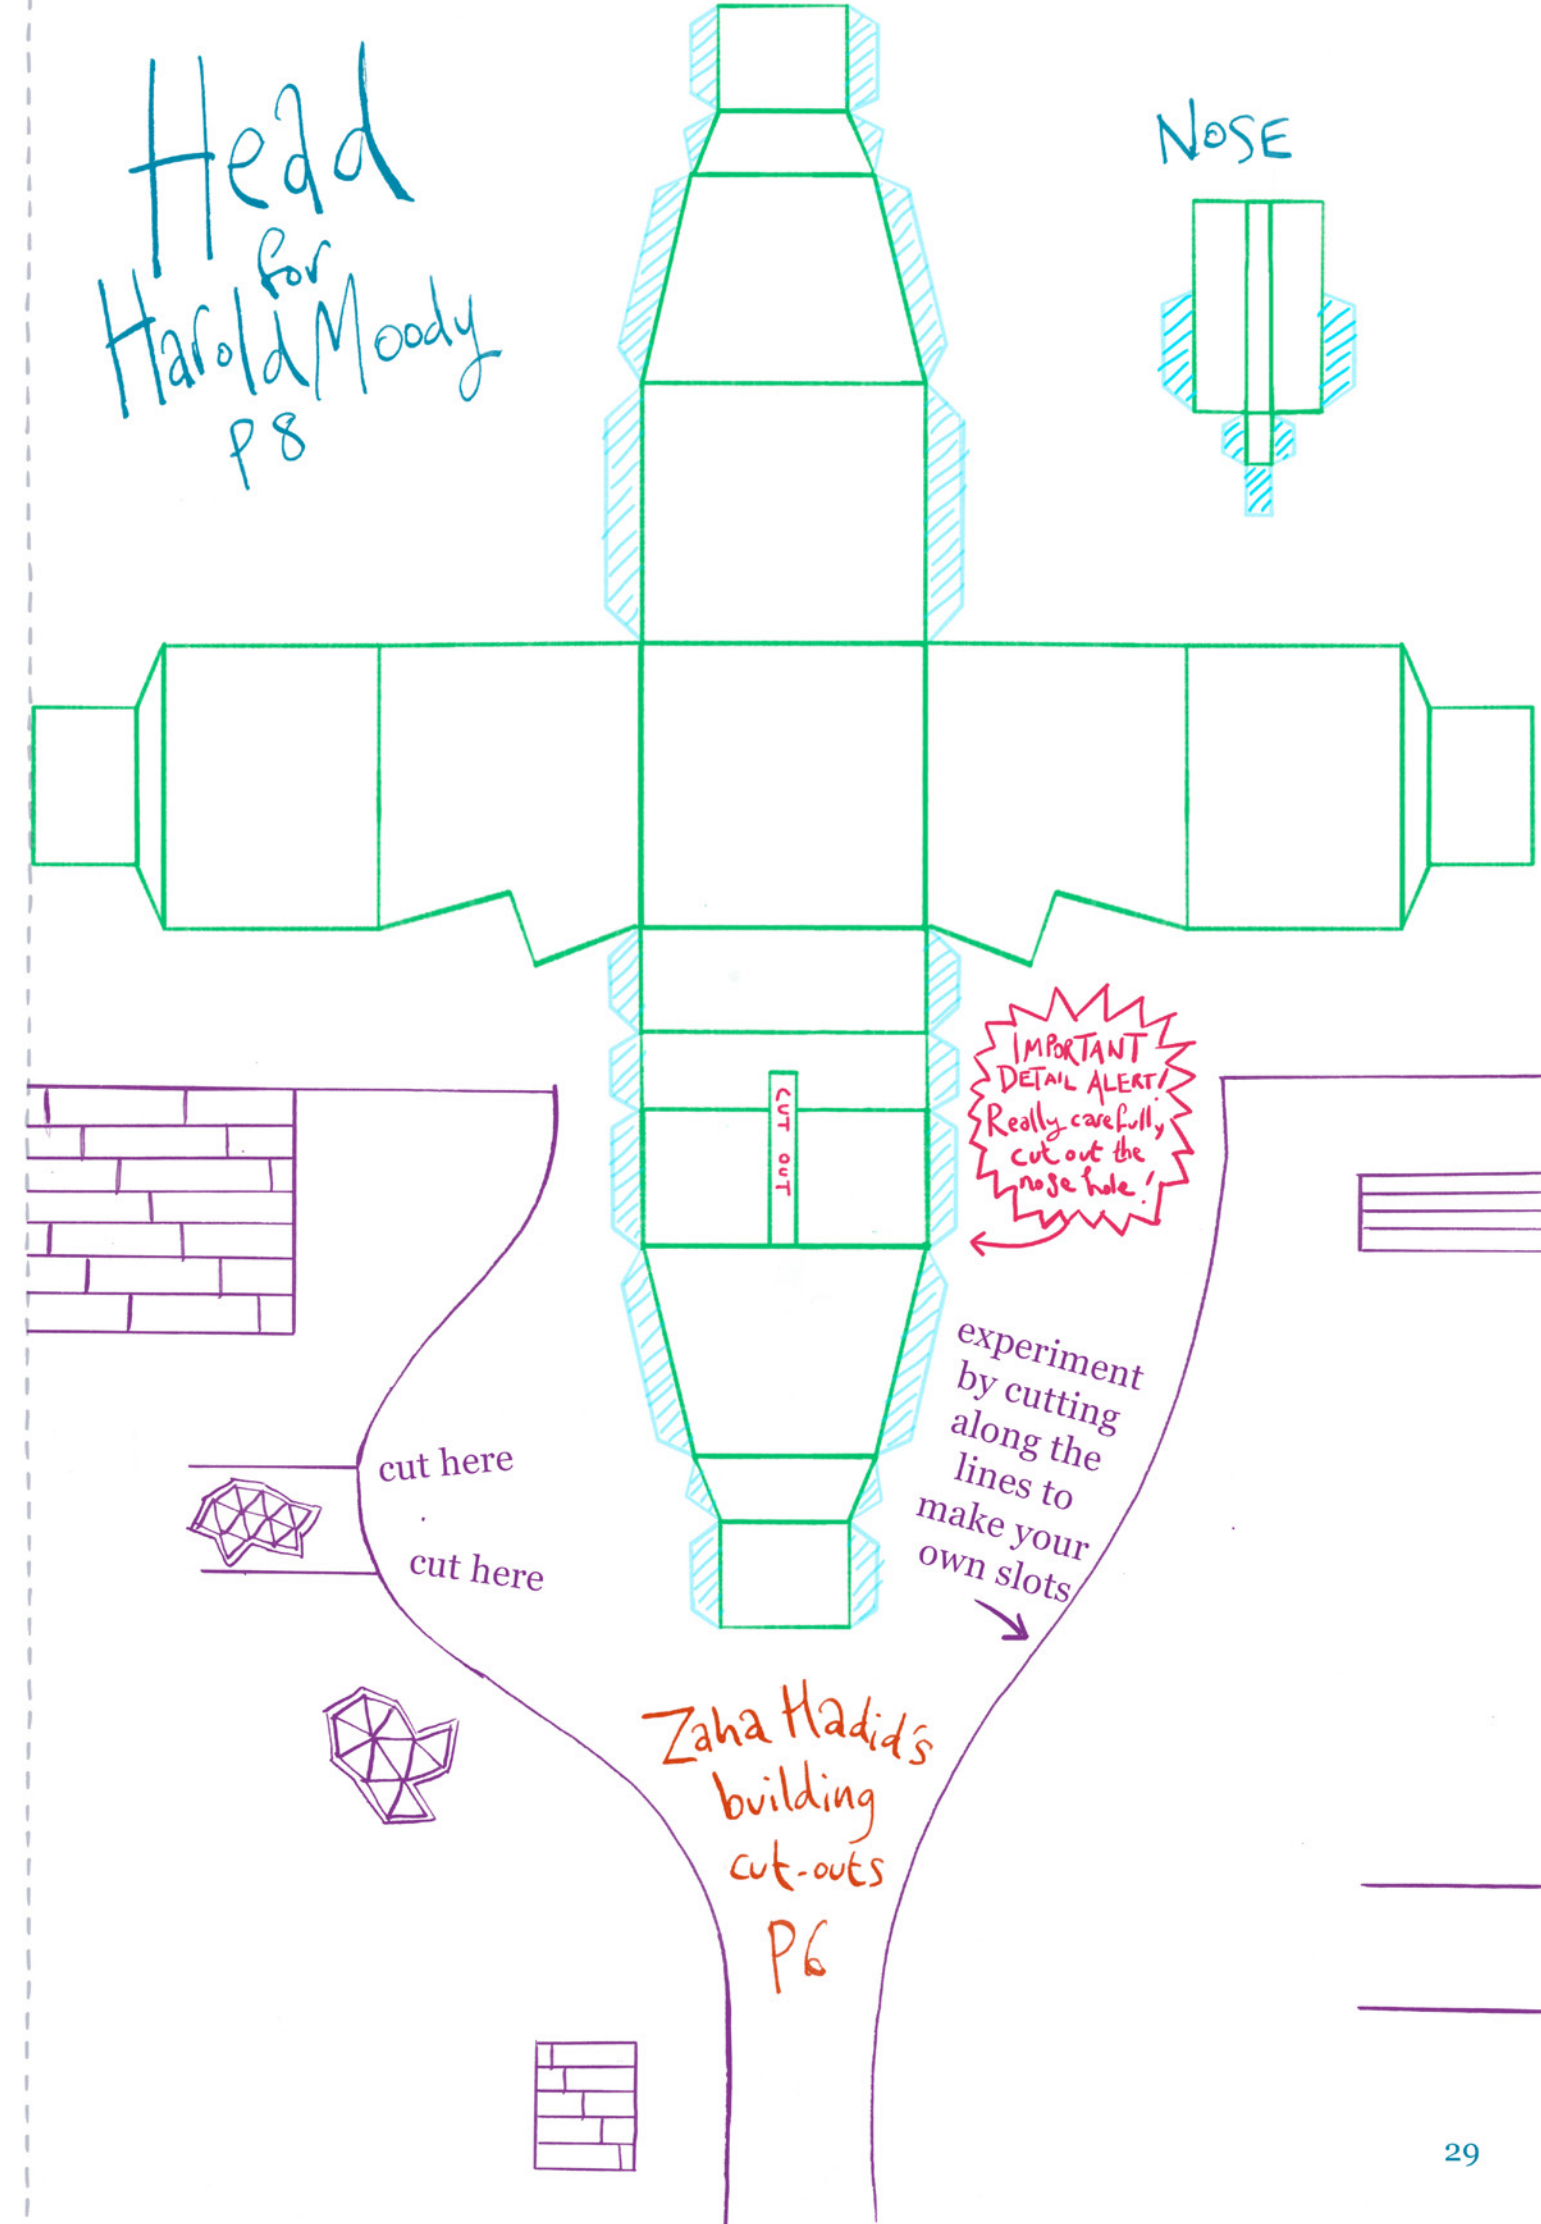 Head
for
Harold Moody
P8
NOSE
CUT OUT
IMPORTANT
DETAIL ALERT!
Really carefully,
cut out the
nose hole!
experiment
by cutting
along the
lines to
make your
own slots
cut here
cut here
Zaha Hadid's
building
cut-outs
P6
29